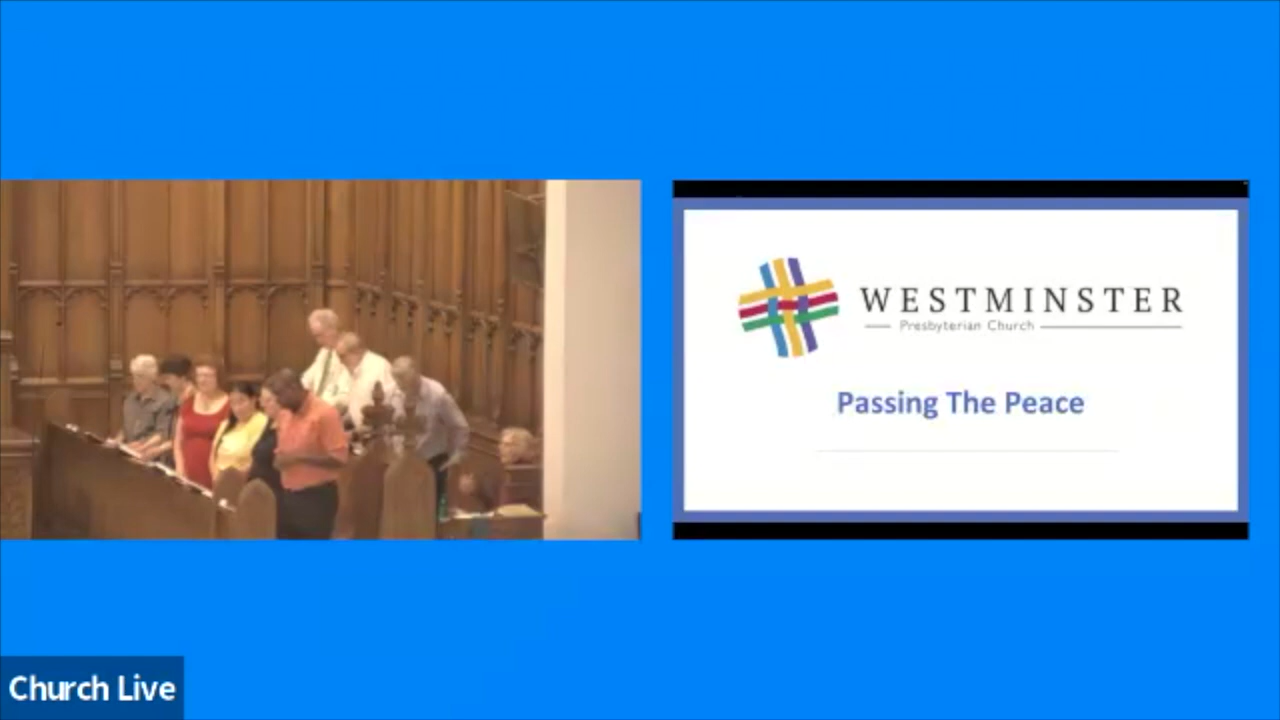 WESTMINSTER
Presbyterian Church
Passing The Peace
Church Live